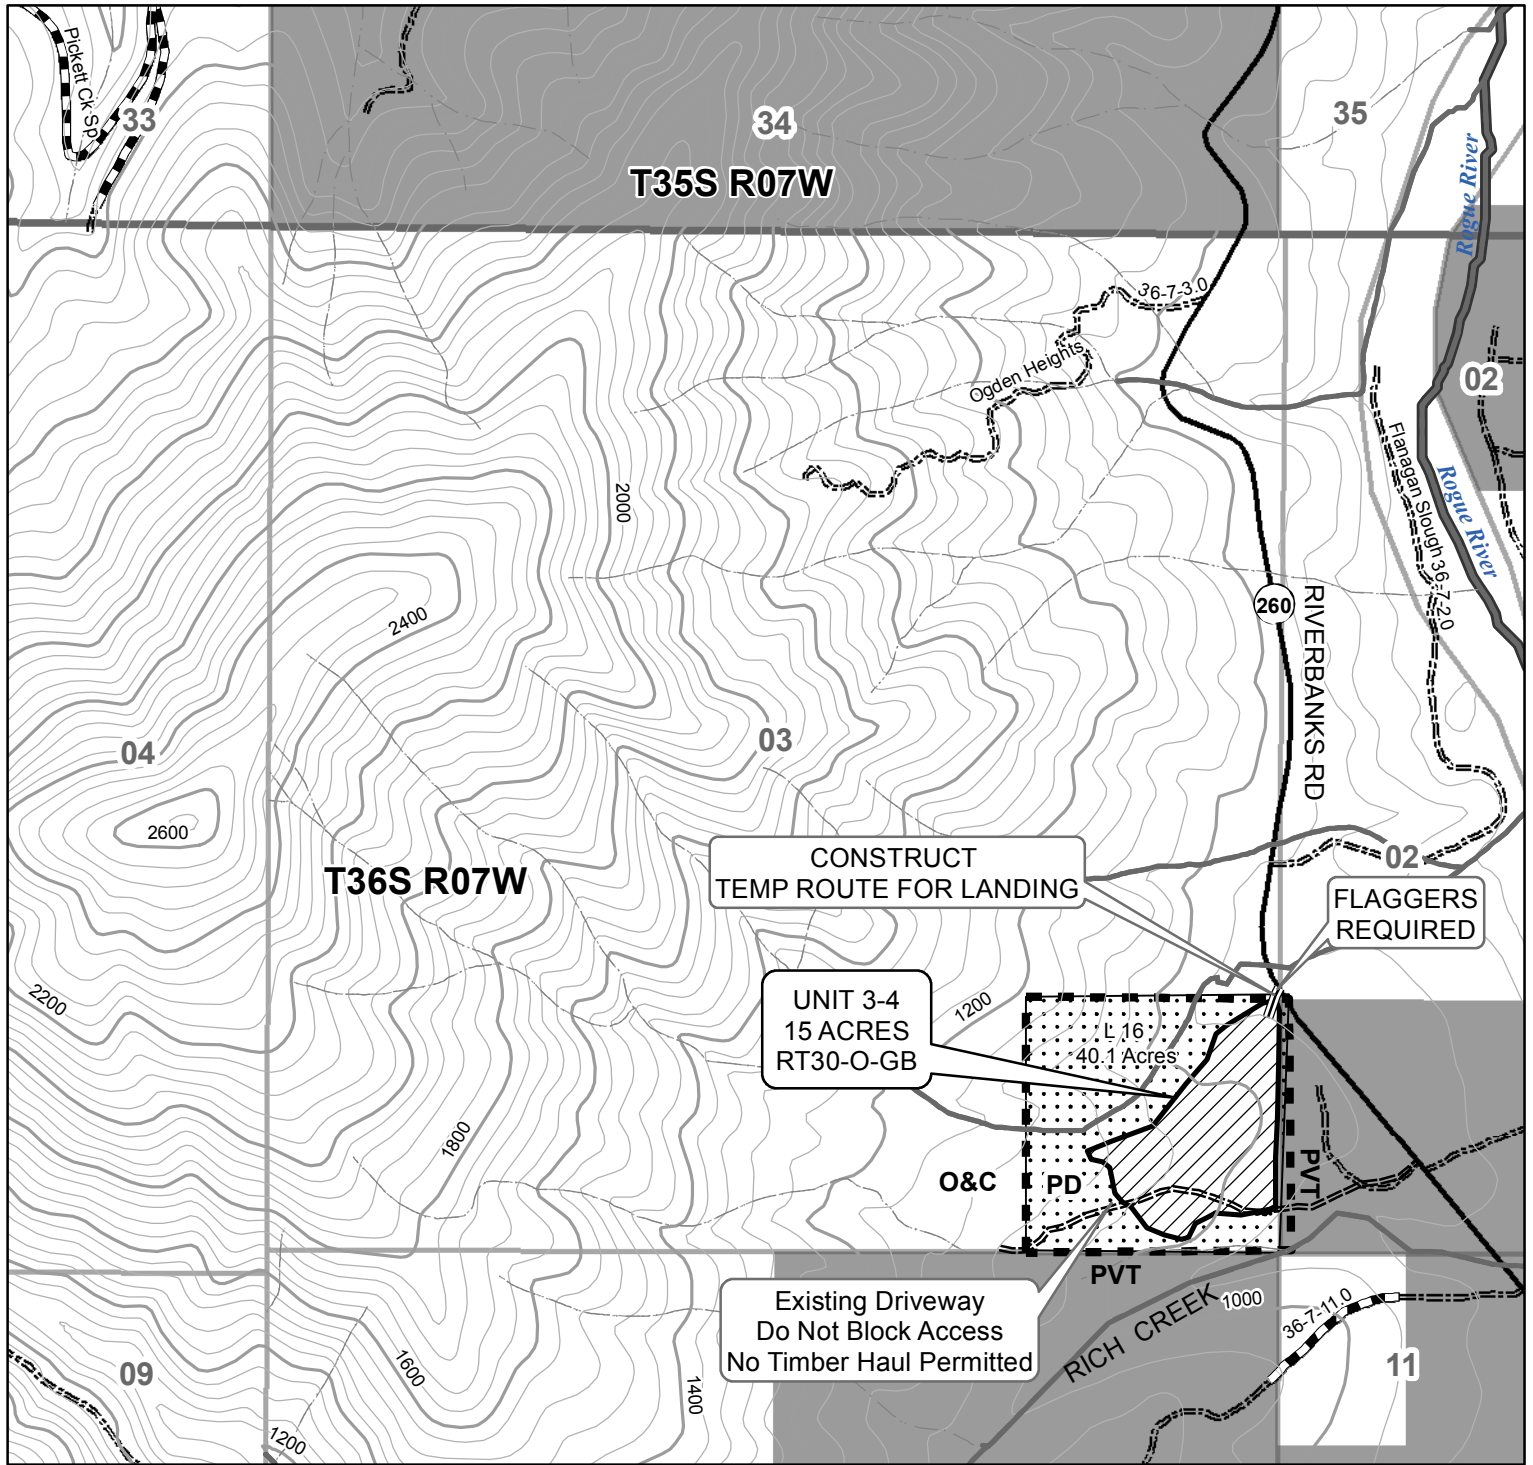 Pickett Ck Sp
33
34
35
T35S R07W
Rogue River
36-7-3.0
Ogden Heights
02
Flanagan Slough 36-7-2.0
Rogue River
2000
2400
260
RIVERBANKS RD
04
03
2600
T36S R07W
CONSTRUCT
TEMP ROUTE FOR LANDING
02
FLAGGERS
REQUIRED
2200
UNIT 3-4
15 ACRES
RT30-O-GB
1200
L 16
40.1 Acres
1800
O&C
PD
PVT
PVT
Existing Driveway
Do Not Block Access
No Timber Haul Permitted
RICH CREEK
1000
36-7-11.0
09
1600
1400
11
1200